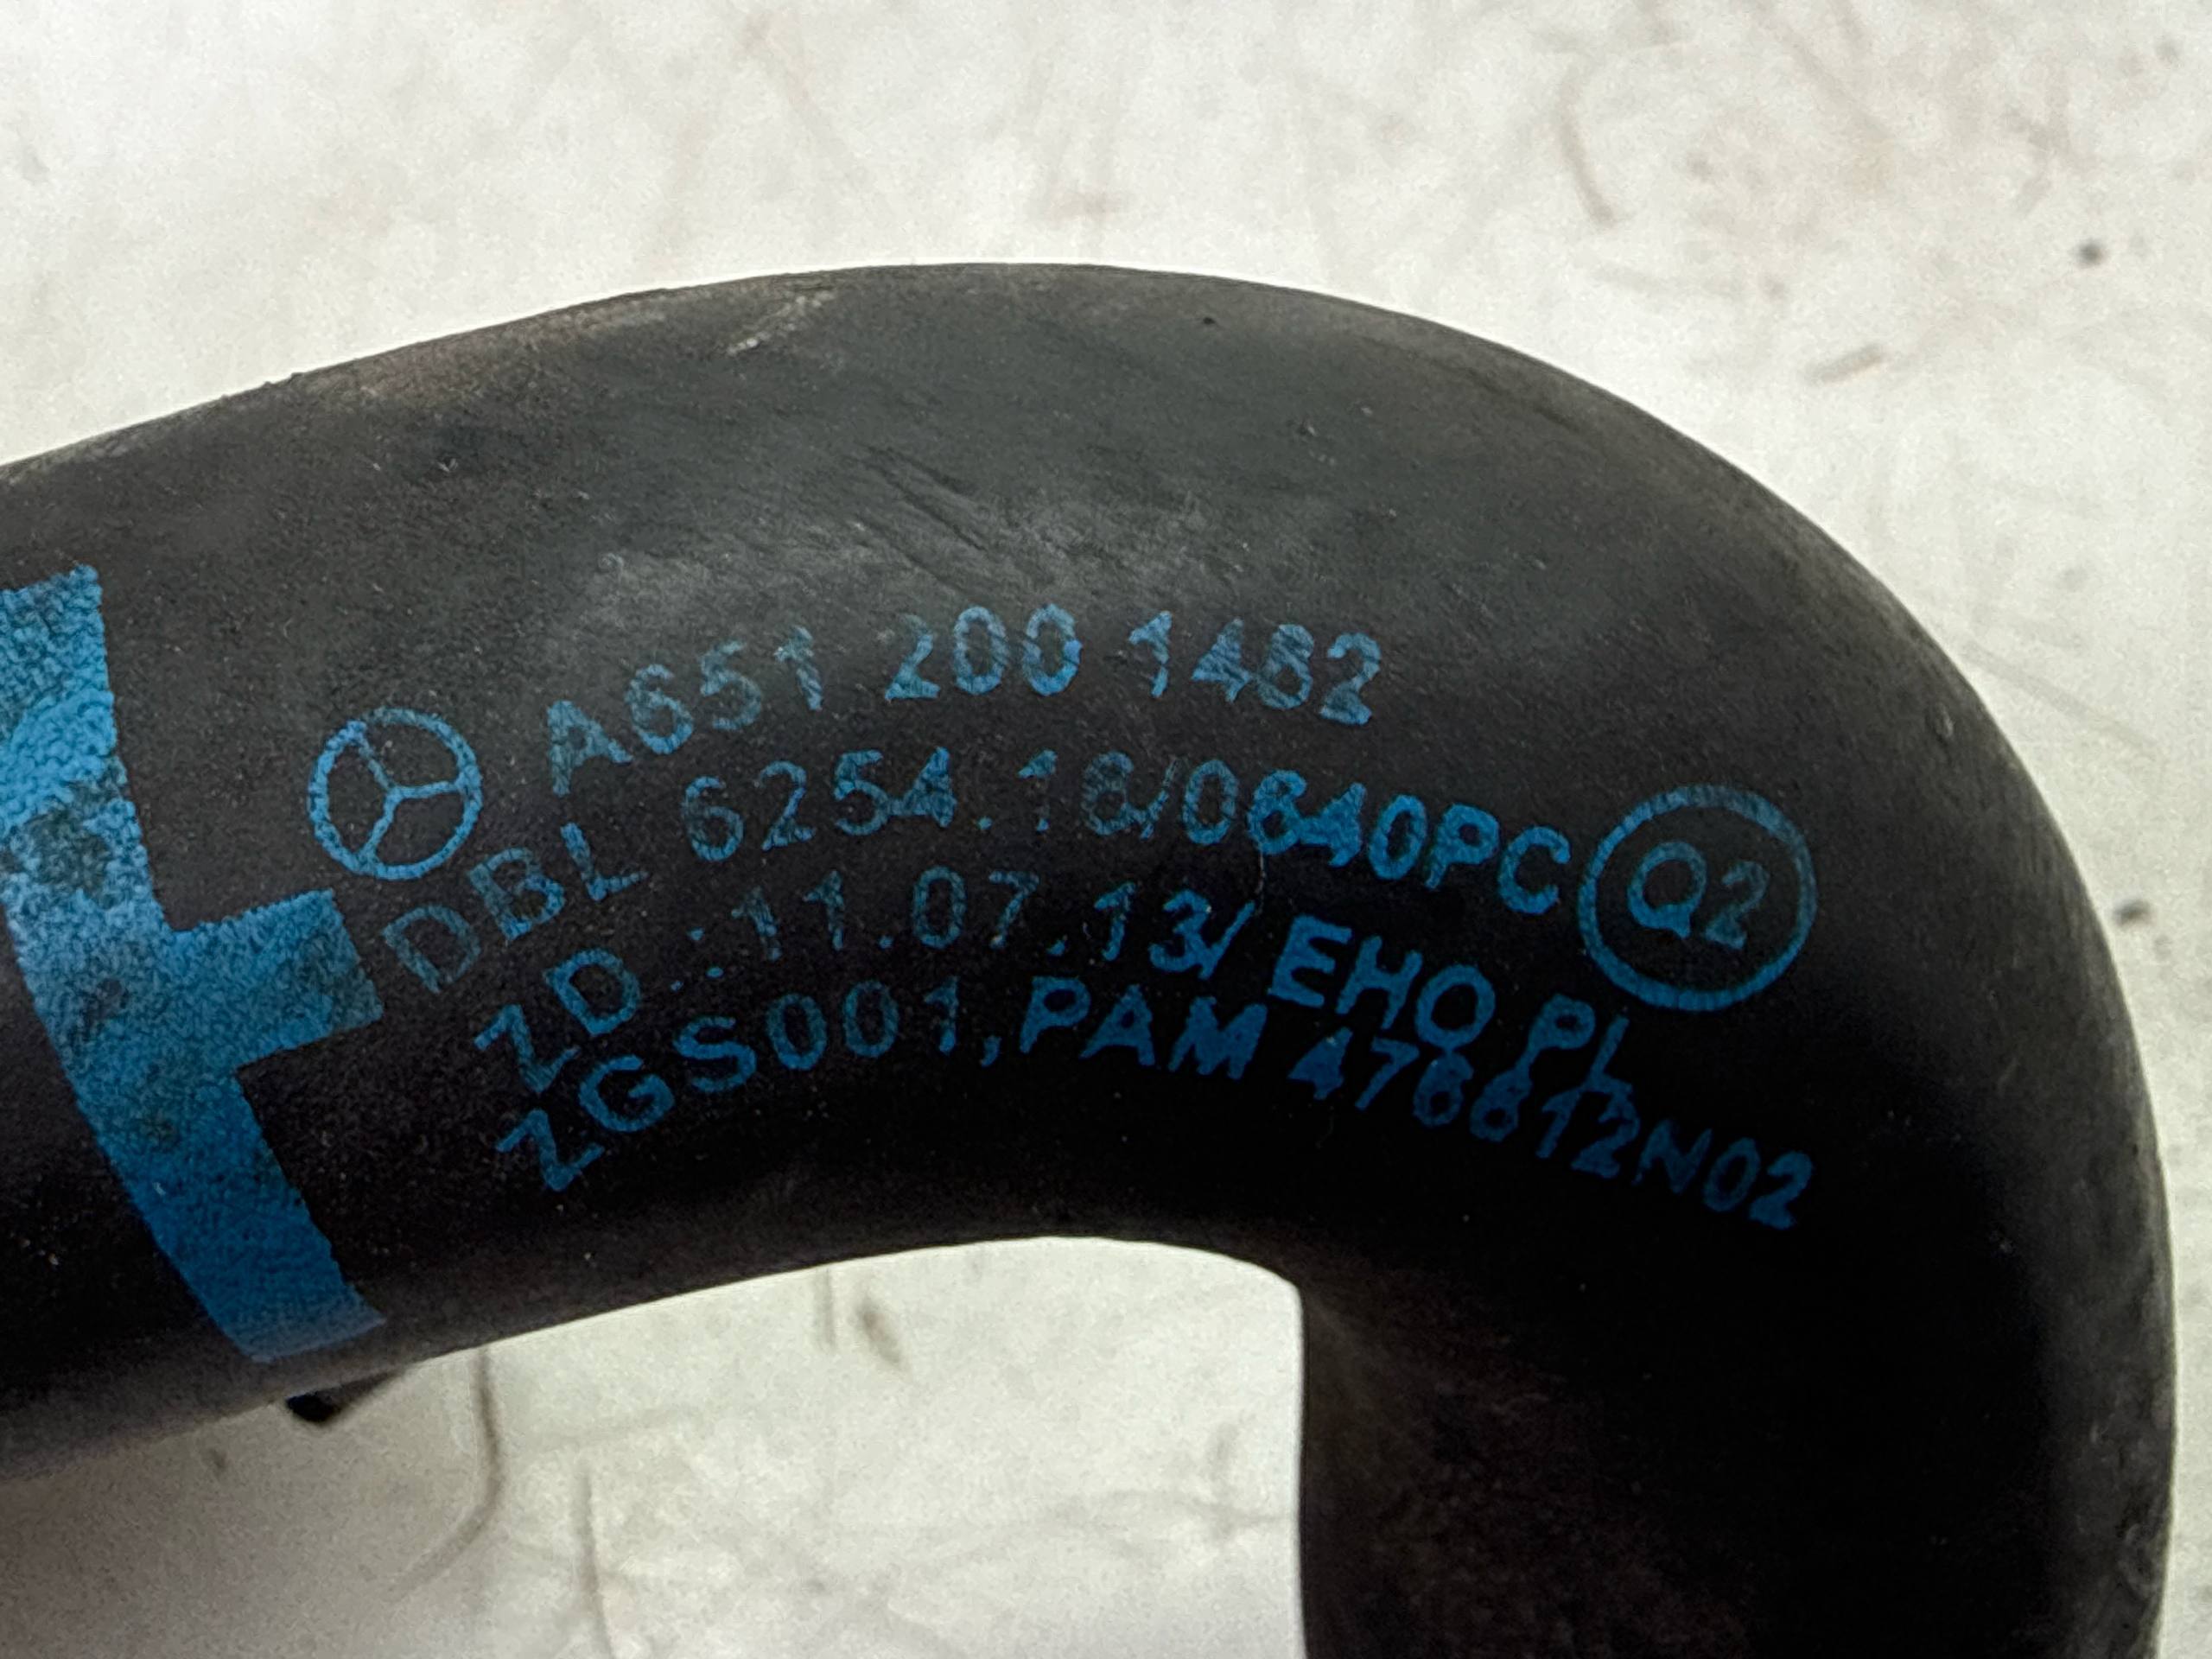 A651 200 1482
DBL 6254.16/0640PC Q2
ZD.:11.07.13/ EHO PL
ZGS001,PAM 476612N02